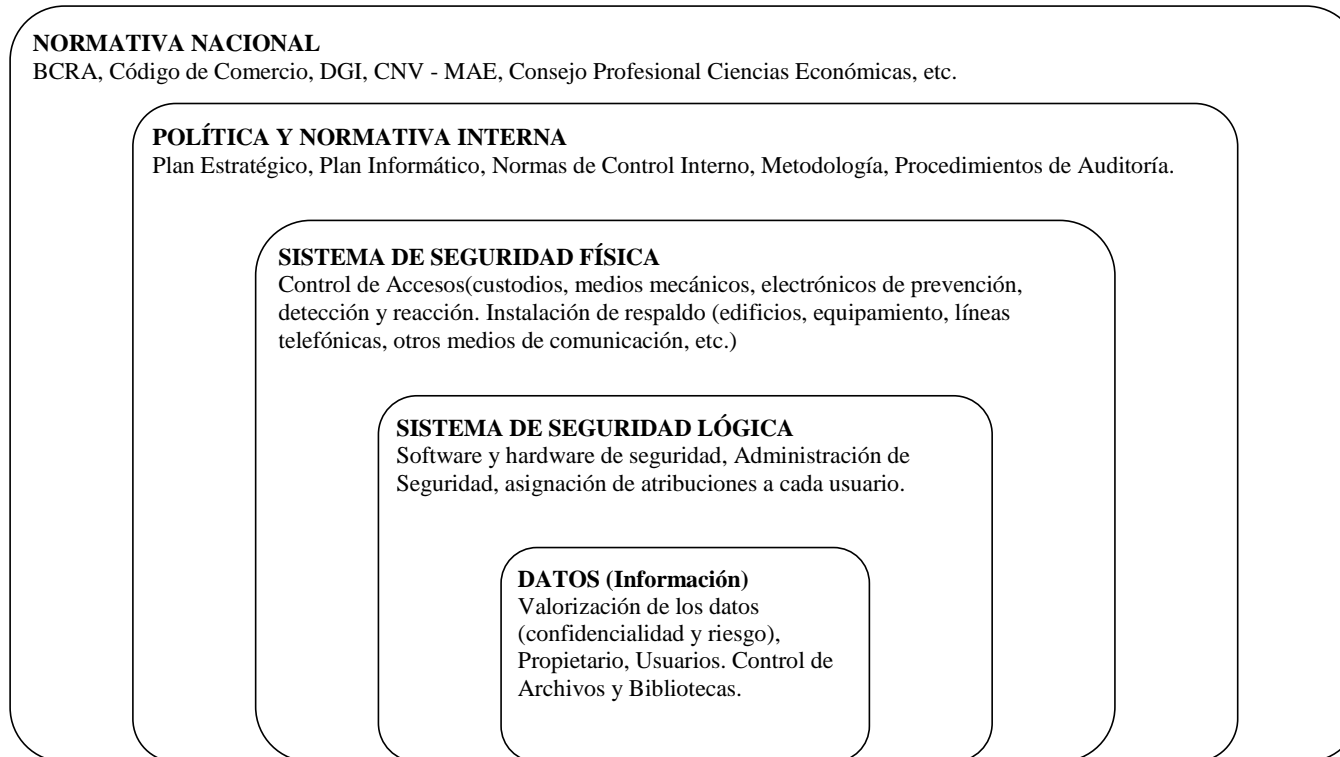 NORMATIVA NACIONAL
BCRA, Código de Comercio, DGI, CNV - MAE, Consejo Profesional Ciencias Económicas, etc.
POLÍTICA Y NORMATIVA INTERNA
Plan Estratégico, Plan Informático, Normas de Control Interno, Metodología, Procedimientos de Auditoría.
SISTEMA DE SEGURIDAD FÍSICA
Control de Accesos(custodios, medios mecánicos, electrónicos de prevención,
detección y reacción. Instalación de respaldo (edificios, equipamiento, líneas
telefónicas, otros medios de comunicación, etc.)
SISTEMA DE SEGURIDAD LÓGICA
Software y hardware de seguridad, Administración de
Seguridad, asignación de atribuciones a cada usuario.
DATOS (Información)
Valorización de los datos
(confidencialidad y riesgo),
Propietario, Usuarios. Control de
Archivos y Bibliotecas.